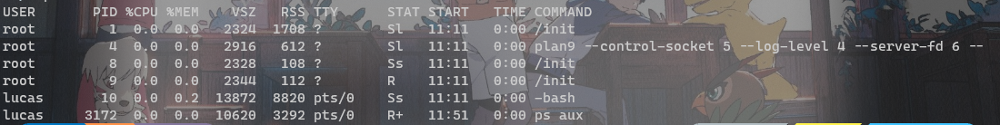 USER       PID %CPU %MEM    VSZ   RSS TTY      STAT START   TIME COMMAND
root         1  0.0  0.0   2324  1708 ?        Sl   11:11   0:00 /init
root         4  0.0  0.0   2916   612 ?        Sl   11:11   0:00 plan9 --control-socket 5 --log-level 4 --server-fd 6 --
root         8  0.0  0.0   2328   108 ?        Ss   11:11   0:00 /init
root         9  0.0  0.0   2344   112 ?        R    11:11   0:00 /init
lucas       10  0.0  0.2  13872  8820 pts/0    Ss   11:11   0:00 -bash
lucas     3172  0.0  0.0  10620  3292 pts/0    R+   11:51   0:00 ps aux